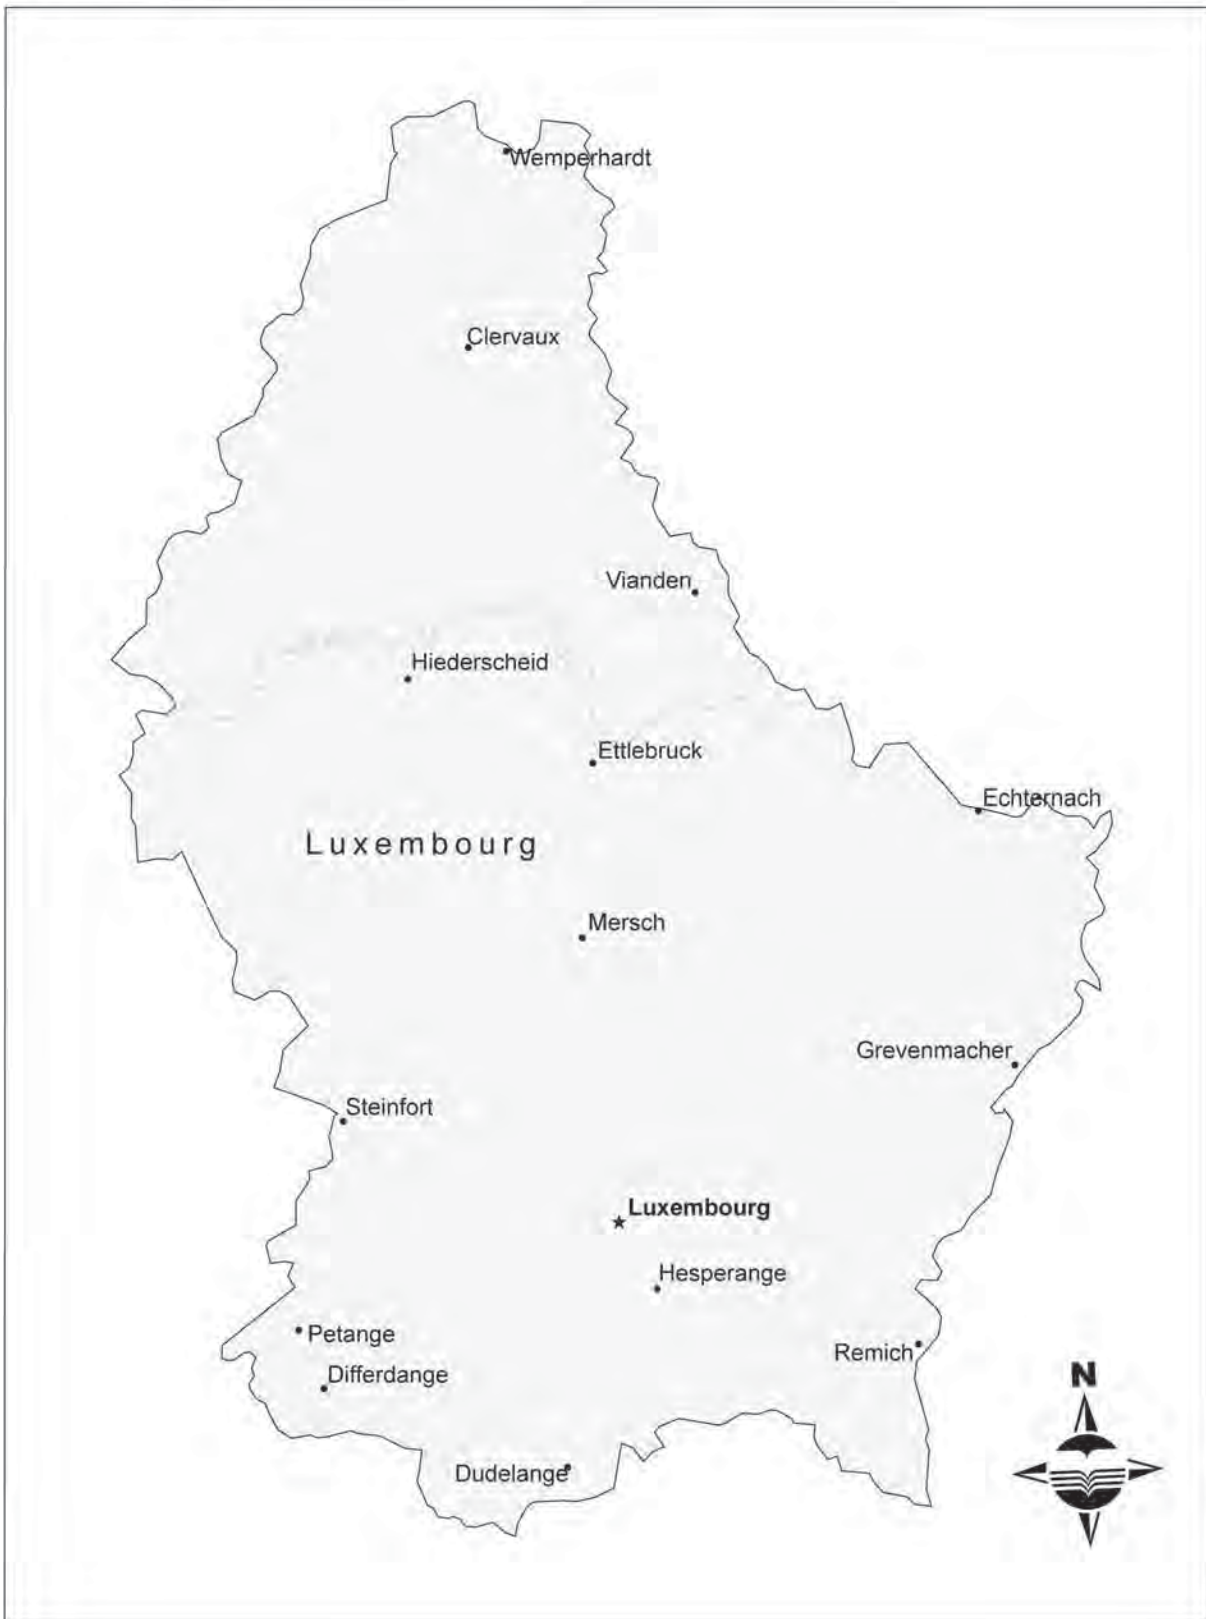 Wemperhardt
Clervaux
Vianden
Hiederscheid
Ettlebruck
Echternach
Luxembourg
Mersch
Grevenmacher
Steinfort
Luxembourg
Hesperange
Petange
Remich
Differdange
N
Dudelange